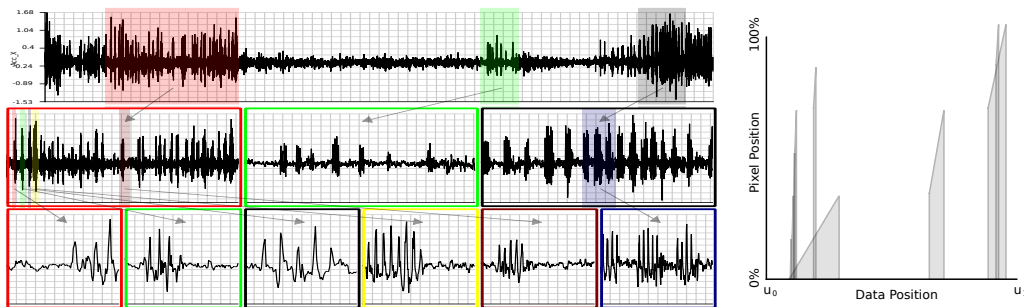 1.68
1.04
0.4
-0.24
-0.89
-1.53
Acc_X
100%
Pixel Position
0%
u₀
Data Position
u